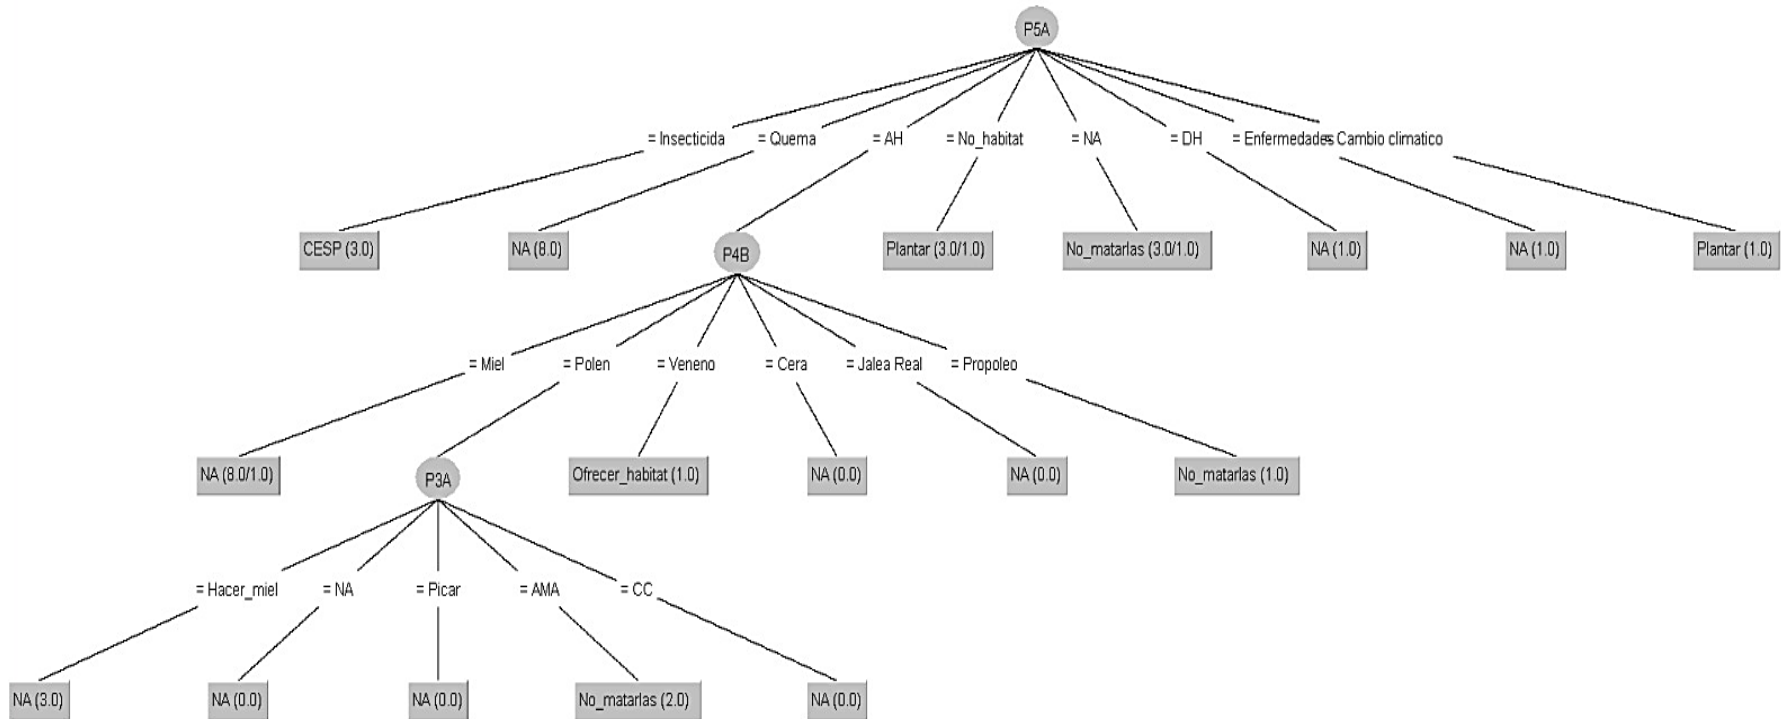 P5A
= Insecticida = Quema = AH = No_habitat = NA = DH = Enfermedades = Cambio climatico
CESP (3.0) NA (8.0) P4B Plantar (3.0/1.0) No_matarlas (3.0/1.0) NA (1.0) NA (1.0) Plantar (1.0)
= Miel = Polen = Veneno = Cera = Jalea Real = Propoleo
NA (8.0/1.0) P3A Ofrecer_habitat (1.0) NA (0.0) NA (0.0) No_matarlas (1.0)
= Hacer_miel = NA = Picar = AMA = CC
NA (3.0) NA (0.0) NA (0.0) No_matarlas (2.0) NA (0.0)